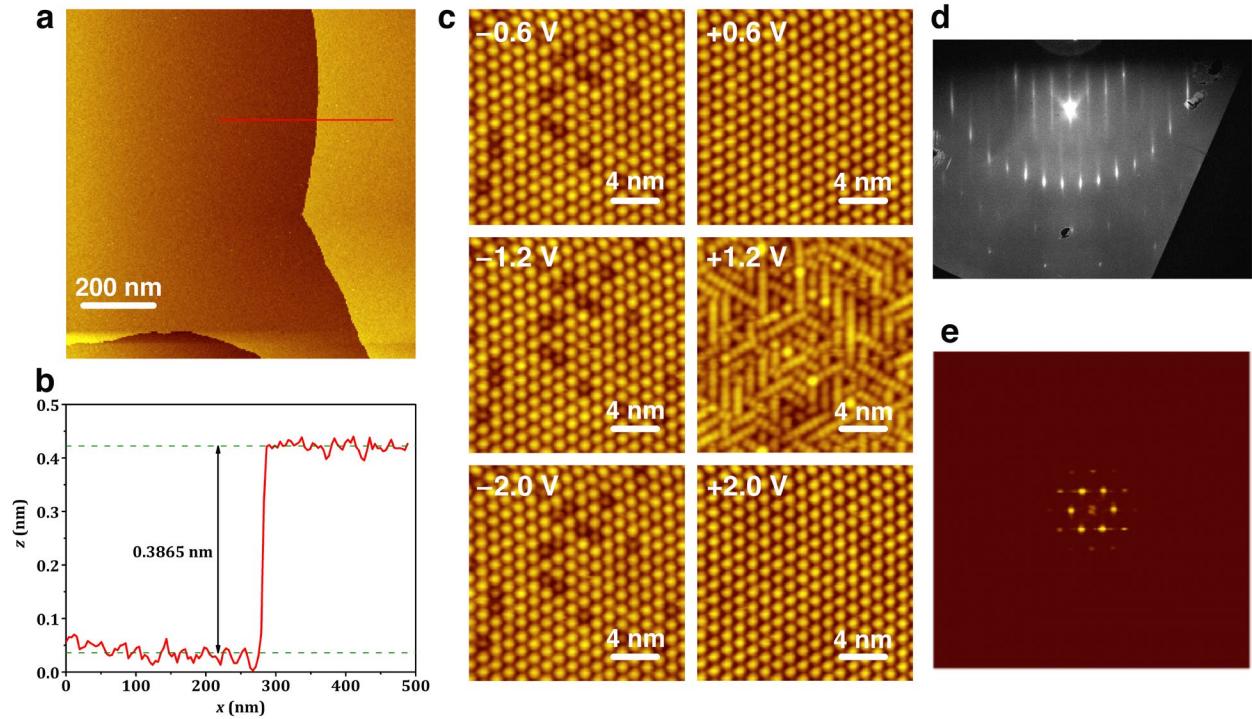 a
200 nm
b
0.5
0.4
0.3
0.2
0.1
0.0
z (nm)
0.3865 nm
0
100
200
300
400
500
x (nm)
c
−0.6 V
4 nm
+0.6 V
4 nm
−1.2 V
4 nm
+1.2 V
4 nm
−2.0 V
4 nm
+2.0 V
4 nm
d
e